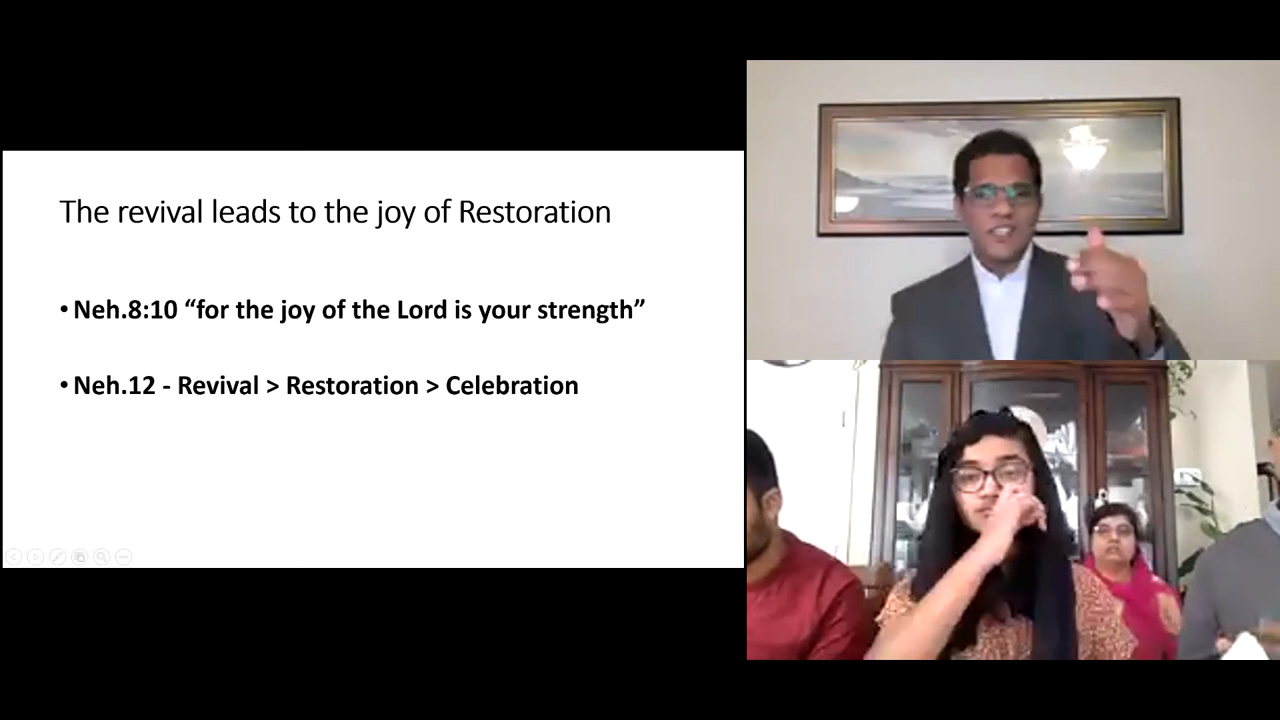 The revival leads to the joy of Restoration
• Neh.8:10 “for the joy of the Lord is your strength”
• Neh.12 - Revival > Restoration > Celebration